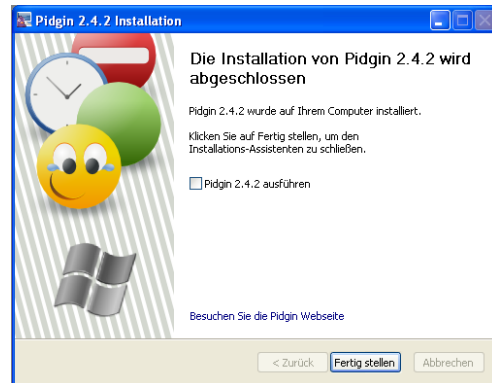 Pidgin 2.4.2 Installation
Die Installation von Pidgin 2.4.2 wird
abgeschlossen
Pidgin 2.4.2 wurde auf Ihrem Computer installiert.
Klicken Sie auf Fertig stellen, um den
Installations-Assistenten zu schließen.
Pidgin 2.4.2 ausführen
Besuchen Sie die Pidgin Webseite
< Zurück Fertig stellen Abbrechen